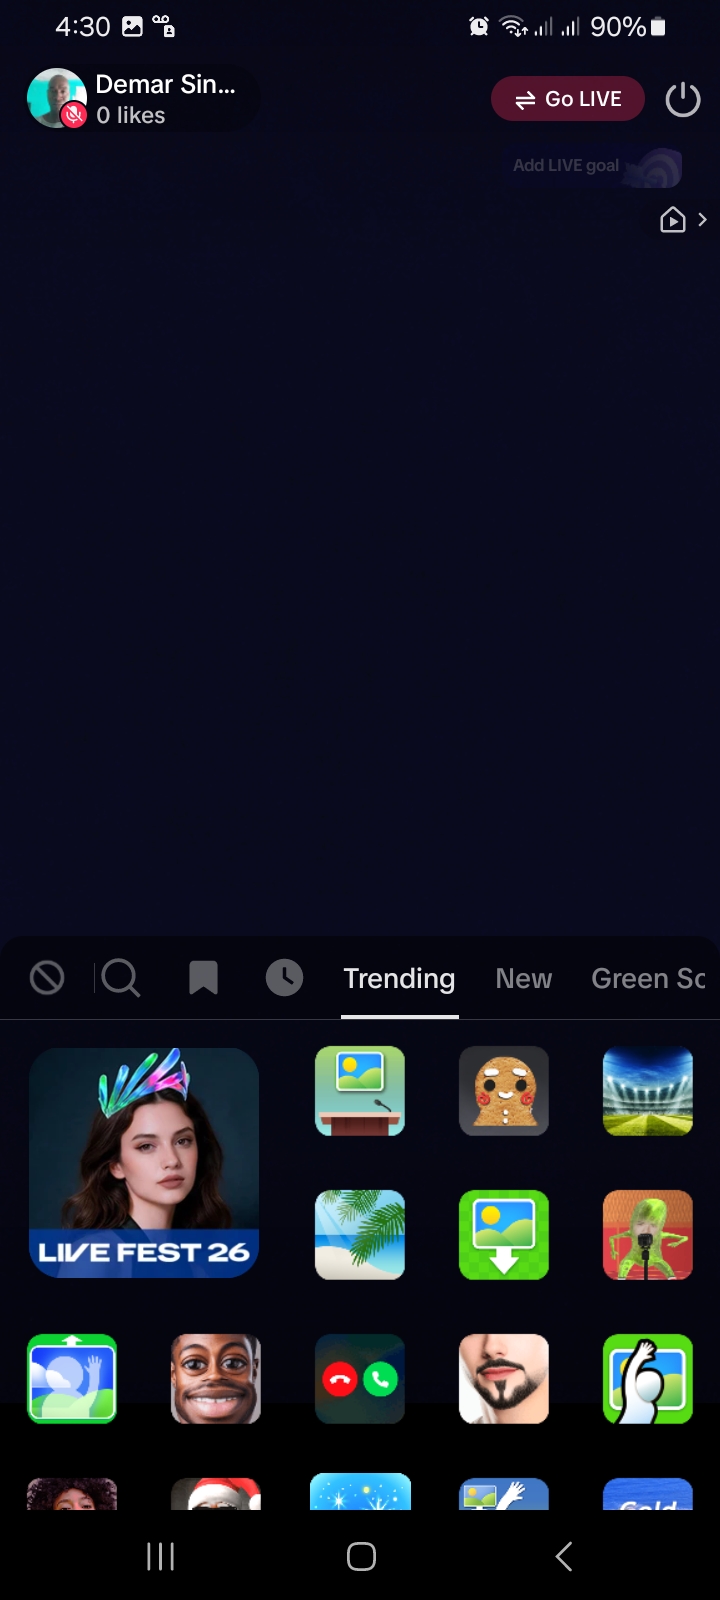 4:30
90%
Demar Sin...
0 likes
Go LIVE
Add LIVE goal
Trending
New
Green Sc
LIVE FEST 26
Gold